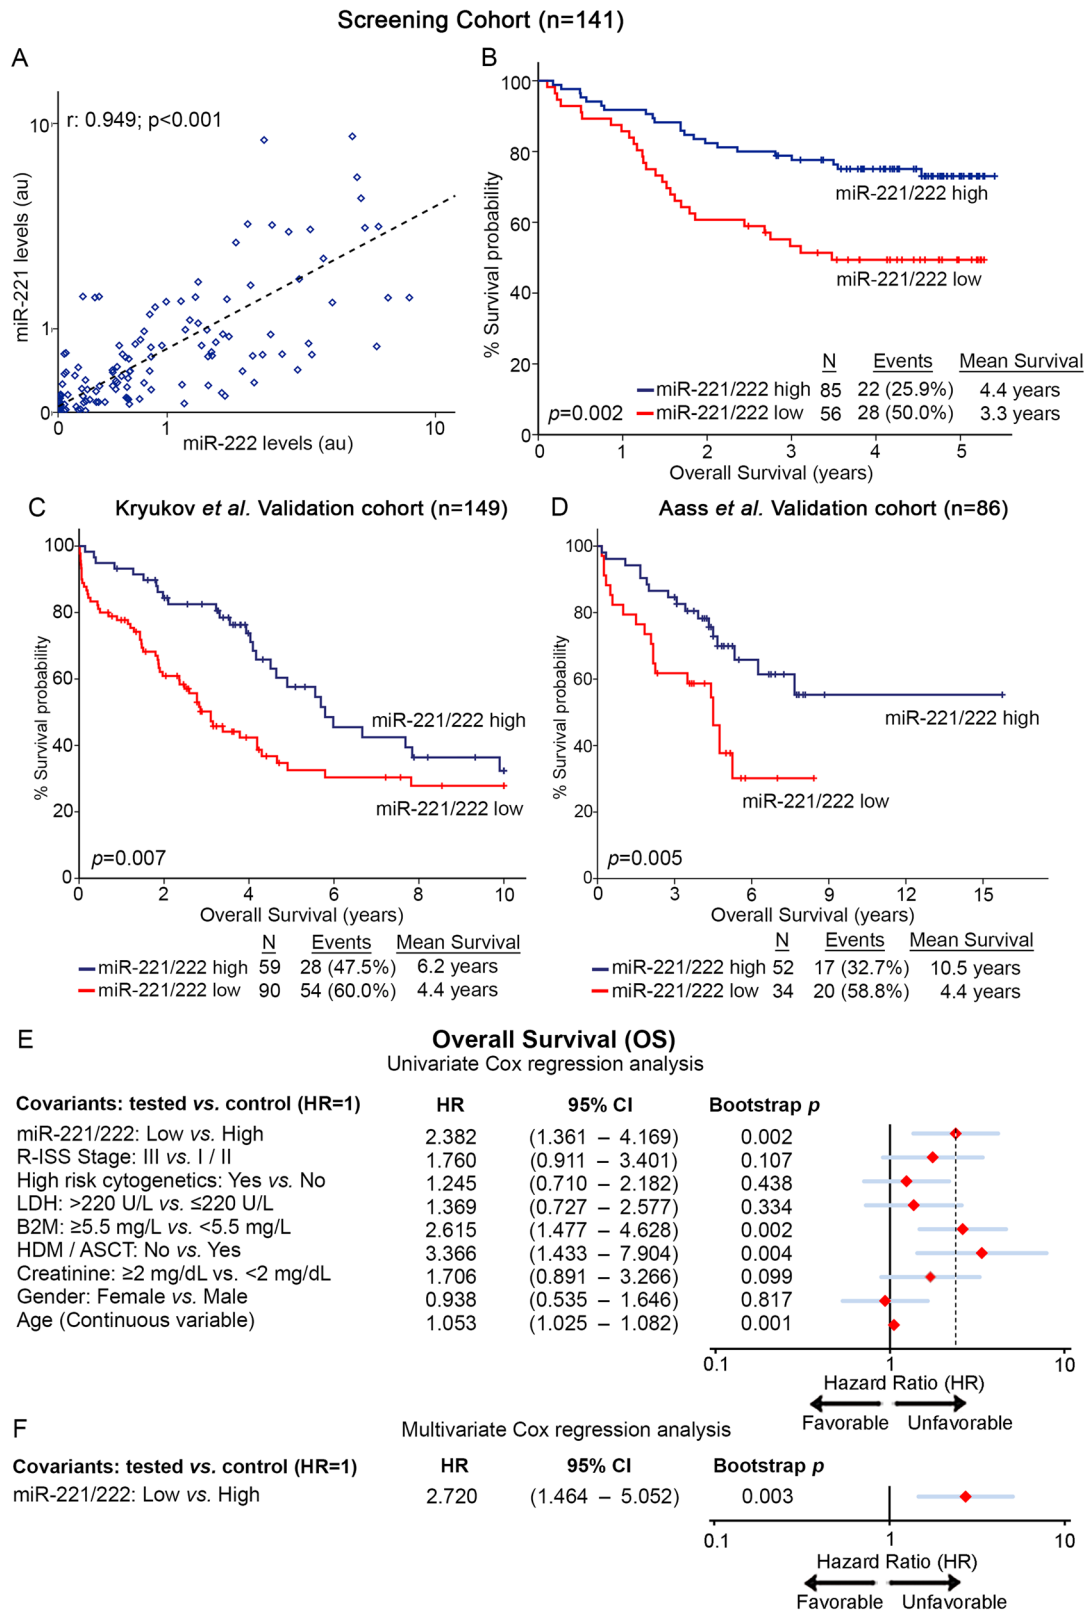 Screening Cohort (n=141)
A
r: 0.949; p<0.001
miR-221 levels (au)
10
1
0
0 1 10
miR-222 levels (au)
B
% Survival probability
100
80
60
40
20
0
miR-221/222 high
miR-221/222 low
N Events Mean Survival
miR-221/222 high 85 22 (25.9%) 4.4 years
p=0.002 miR-221/222 low 56 28 (50.0%) 3.3 years
0 1 2 3 4 5
Overall Survival (years)
C Kryukov et al. Validation cohort (n=149)
% Survival probability
100
80
60
40
20
0
miR-221/222 high
miR-221/222 low
p=0.007
0 2 4 6 8 10
Overall Survival (years)
N Events Mean Survival
miR-221/222 high 59 28 (47.5%) 6.2 years
miR-221/222 low 90 54 (60.0%) 4.4 years
D Aass et al. Validation cohort (n=86)
% Survival probability
100
80
60
40
20
0
miR-221/222 high
miR-221/222 low
p=0.005
0 3 6 9 12 15
Overall Survival (years)
N Events Mean Survival
miR-221/222 high 52 17 (32.7%) 10.5 years
miR-221/222 low 34 20 (58.8%) 4.4 years
E Overall Survival (OS)
Univariate Cox regression analysis
Covariants: tested vs. control (HR=1) HR 95% CI Bootstrap p
miR-221/222: Low vs. High 2.382 (1.361 – 4.169) 0.002
R-ISS Stage: III vs. I / II 1.760 (0.911 – 3.401) 0.107
High risk cytogenetics: Yes vs. No 1.245 (0.710 – 2.182) 0.438
LDH: >220 U/L vs. ≤220 U/L 1.369 (0.727 – 2.577) 0.334
B2M: ≥5.5 mg/L vs. <5.5 mg/L 2.615 (1.477 – 4.628) 0.002
HDM / ASCT: No vs. Yes 3.366 (1.433 – 7.904) 0.004
Creatinine: ≥2 mg/dL vs. <2 mg/dL 1.706 (0.891 – 3.266) 0.099
Gender: Female vs. Male 0.938 (0.535 – 1.646) 0.817
Age (Continuous variable) 1.053 (1.025 – 1.082) 0.001
0.1 1 10
Hazard Ratio (HR)
Favorable Unfavorable
F Multivariate Cox regression analysis
Covariants: tested vs. control (HR=1) HR 95% CI Bootstrap p
miR-221/222: Low vs. High 2.720 (1.464 – 5.052) 0.003
0.1 1 10
Hazard Ratio (HR)
Favorable Unfavorable